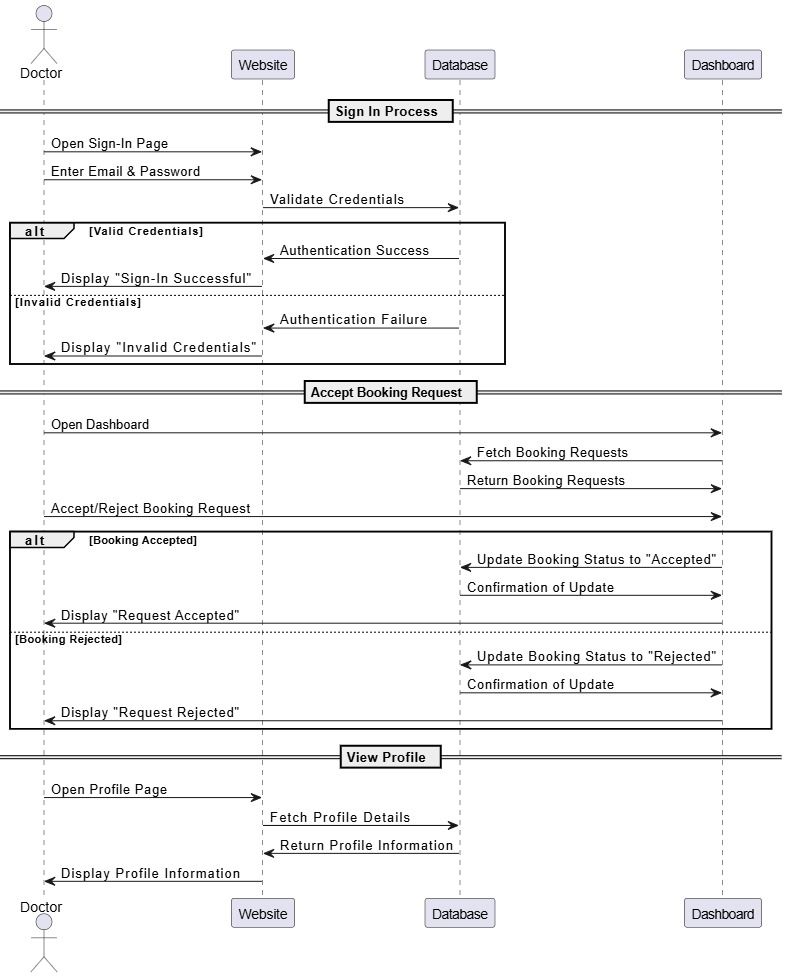 Doctor
Website
Database
Dashboard
Sign In Process
Open Sign-In Page
Enter Email & Password
Validate Credentials
alt
[Valid Credentials]
Authentication Success
Display "Sign-In Successful"
[Invalid Credentials]
Authentication Failure
Display "Invalid Credentials"
Accept Booking Request
Open Dashboard
Fetch Booking Requests
Return Booking Requests
Accept/Reject Booking Request
alt
[Booking Accepted]
Update Booking Status to "Accepted"
Confirmation of Update
Display "Request Accepted"
[Booking Rejected]
Update Booking Status to "Rejected"
Confirmation of Update
Display "Request Rejected"
View Profile
Open Profile Page
Fetch Profile Details
Return Profile Information
Display Profile Information
Doctor
Website
Database
Dashboard